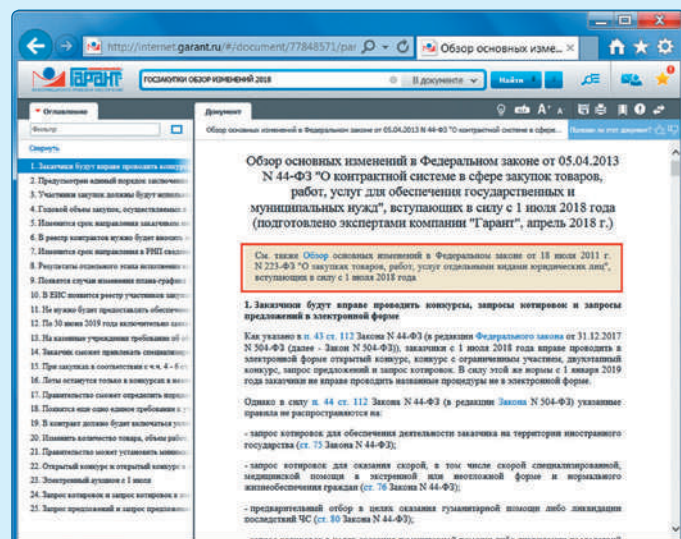 http://internet.garant.ru/#/document/77848571/par
Обзор основных изме...
Гарант
ГОСЗАКУПКИ ОБЗОР ИЗМЕНЕНИЙ 2018
В документе
Найти
Оглавление
Документ
Фильтр
Свернуть
Обзор основных изменений в Федеральном законе от 05.04.2013 N 44-ФЗ "О контрактной системе в сфере...
1. Заказчики будут вправе проводить конкурс
2. Предусмотрен единый порядок заключения
3. Участники закупок должны будут использо
4. Годовой объем закупок, осуществляемых
5. Изменится срок направления заказчиком
6. В реестр контрактов нужно будет вносить
7. Изменится срок направления в РНП сведе
8. Результаты отдельного этапа исполнения
9. Появятся случаи изменения плана-график
10. В ЕИС появится реестр участников закуп
11. Не нужно будет предоставлять обеспечен
12. По 30 июня 2019 года включительно
13. На казенные учреждения требование об
14. Заказчик сможет привлекать специализир
15. При закупках в соответствии с ч.ч. 4 - 6 ст
16. Лоты останутся только в конкурсах и
17. Правительство сможет определить порядо
18. Появится еще одно единое требование к у
19. В контракт должно будет включаться усло
20. Изменить количество товара, объем работ
21. Правительство может установить миним
22. Открытый конкурс и открытый конкурс
23. Электронный аукцион с 1 июля
24. Запрос котировок и запрос котировок в эл
25. Запрос предложений и запрос предложен
Обзор основных изменений в Федеральном законе от 05.04.2013
N 44-ФЗ "О контрактной системе в сфере закупок товаров,
работ, услуг для обеспечения государственных и
муниципальных нужд", вступающих в силу с 1 июля 2018 года
(подготовлено экспертами компании "Гарант", апрель 2018 г.)
См. также Обзор основных изменений в Федеральном законе от 18 июля 2011 г.
N 223-ФЗ "О закупках товаров, работ, услуг отдельными видами юридических лиц",
вступающих в силу с 1 июля 2018 года
1. Заказчики будут вправе проводить конкурсы, запросы котировок и запросы
предложений в электронной форме
Как указано в п. 43 ст. 112 Закона N 44-ФЗ (в редакции Федерального закона от 31.12.2017
N 504-ФЗ (далее - Закон N 504-ФЗ)), заказчики с 1 июля 2018 года вправе проводить в
электронной форме открытый конкурс, конкурс с ограниченным участием, двухэтапный
конкурс, запрос предложений и запрос котировок. В силу этой же нормы с 1 января 2019
года заказчики не вправе проводить названные процедуры не в электронной форме.
Однако в силу п. 44 ст. 112 Закона N 44-ФЗ (в редакции Закона N 504-ФЗ) указанные
правила не распространяются на:
- запрос котировок для обеспечения деятельности заказчика на территории иностранного
государства (ст. 75 Закона N 44-ФЗ);
- запрос котировок для оказания скорой, в том числе скорой специализированной,
медицинской помощи в экстренной или неотложной форме и нормального
жизнеобеспечения граждан (ст. 76 Закона N 44-ФЗ);
- предварительный отбор в целях оказания гуманитарной помощи либо ликвидации
последствий ЧС (ст. 80 Закона N 44-ФЗ);